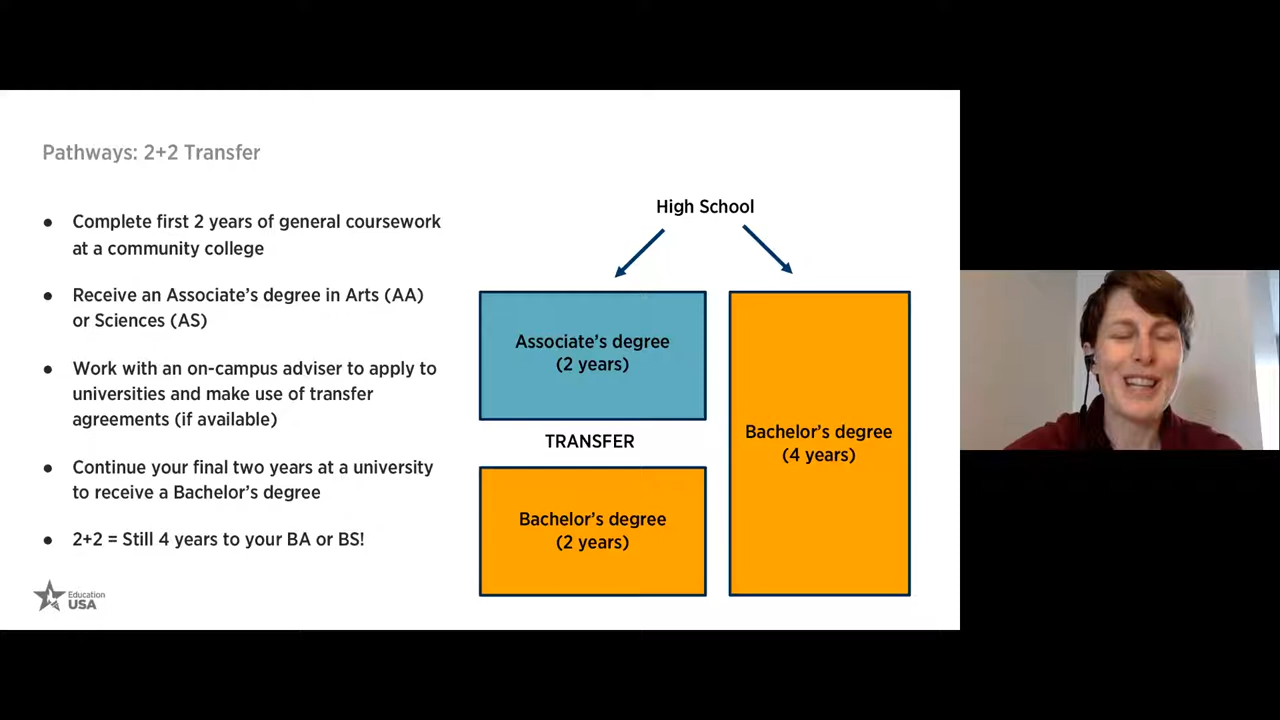 Pathways: 2+2 Transfer
● Complete first 2 years of general coursework
at a community college
● Receive an Associate’s degree in Arts (AA)
or Sciences (AS)
● Work with an on-campus adviser to apply to
universities and make use of transfer
agreements (if available)
● Continue your final two years at a university
to receive a Bachelor’s degree
● 2+2 = Still 4 years to your BA or BS!
High School
Associate’s degree
(2 years)
TRANSFER
Bachelor’s degree
(2 years)
Bachelor’s degree
(4 years)
Education
USA